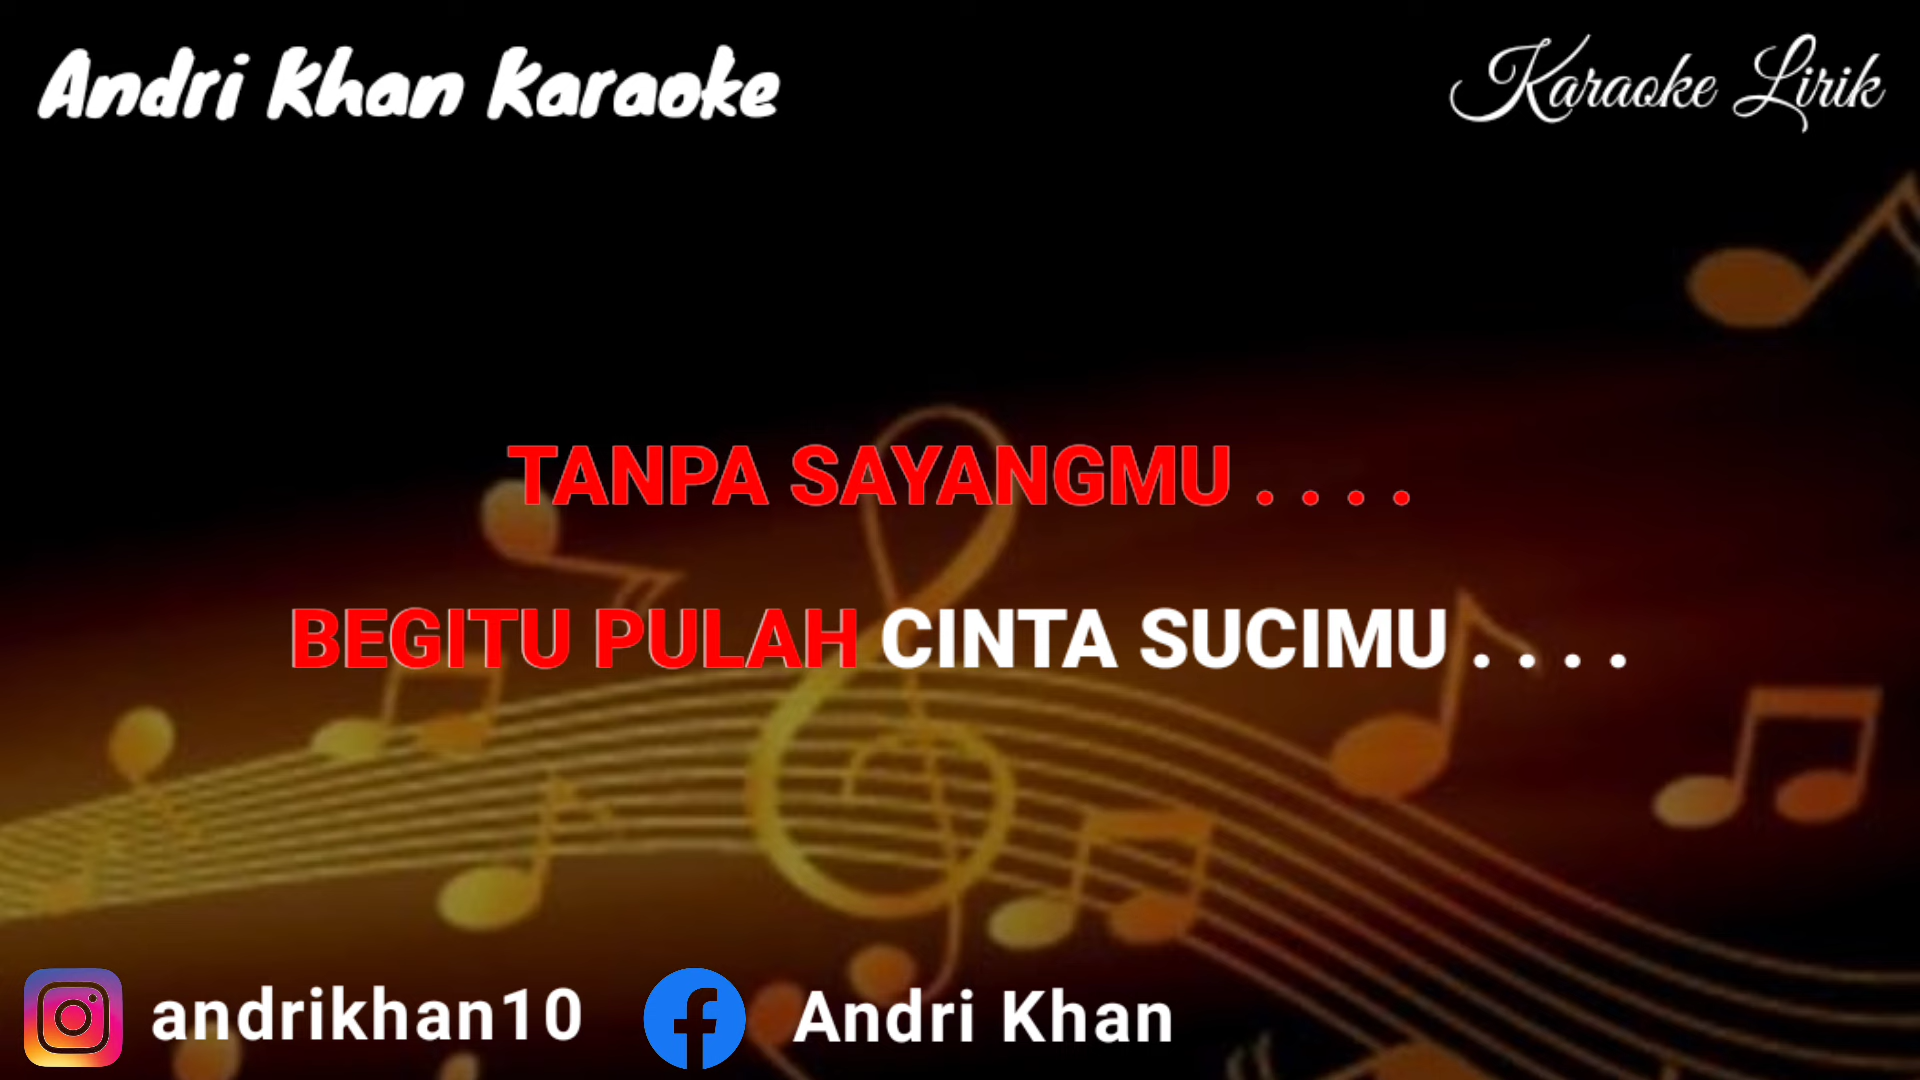 Andri Khan Karaoke
Karaoke Lirik
TANPA SAYANGMU . . . .
BEGITU PULAH CINTA SUCIMU . . . .
andrikhan10
Andri Khan